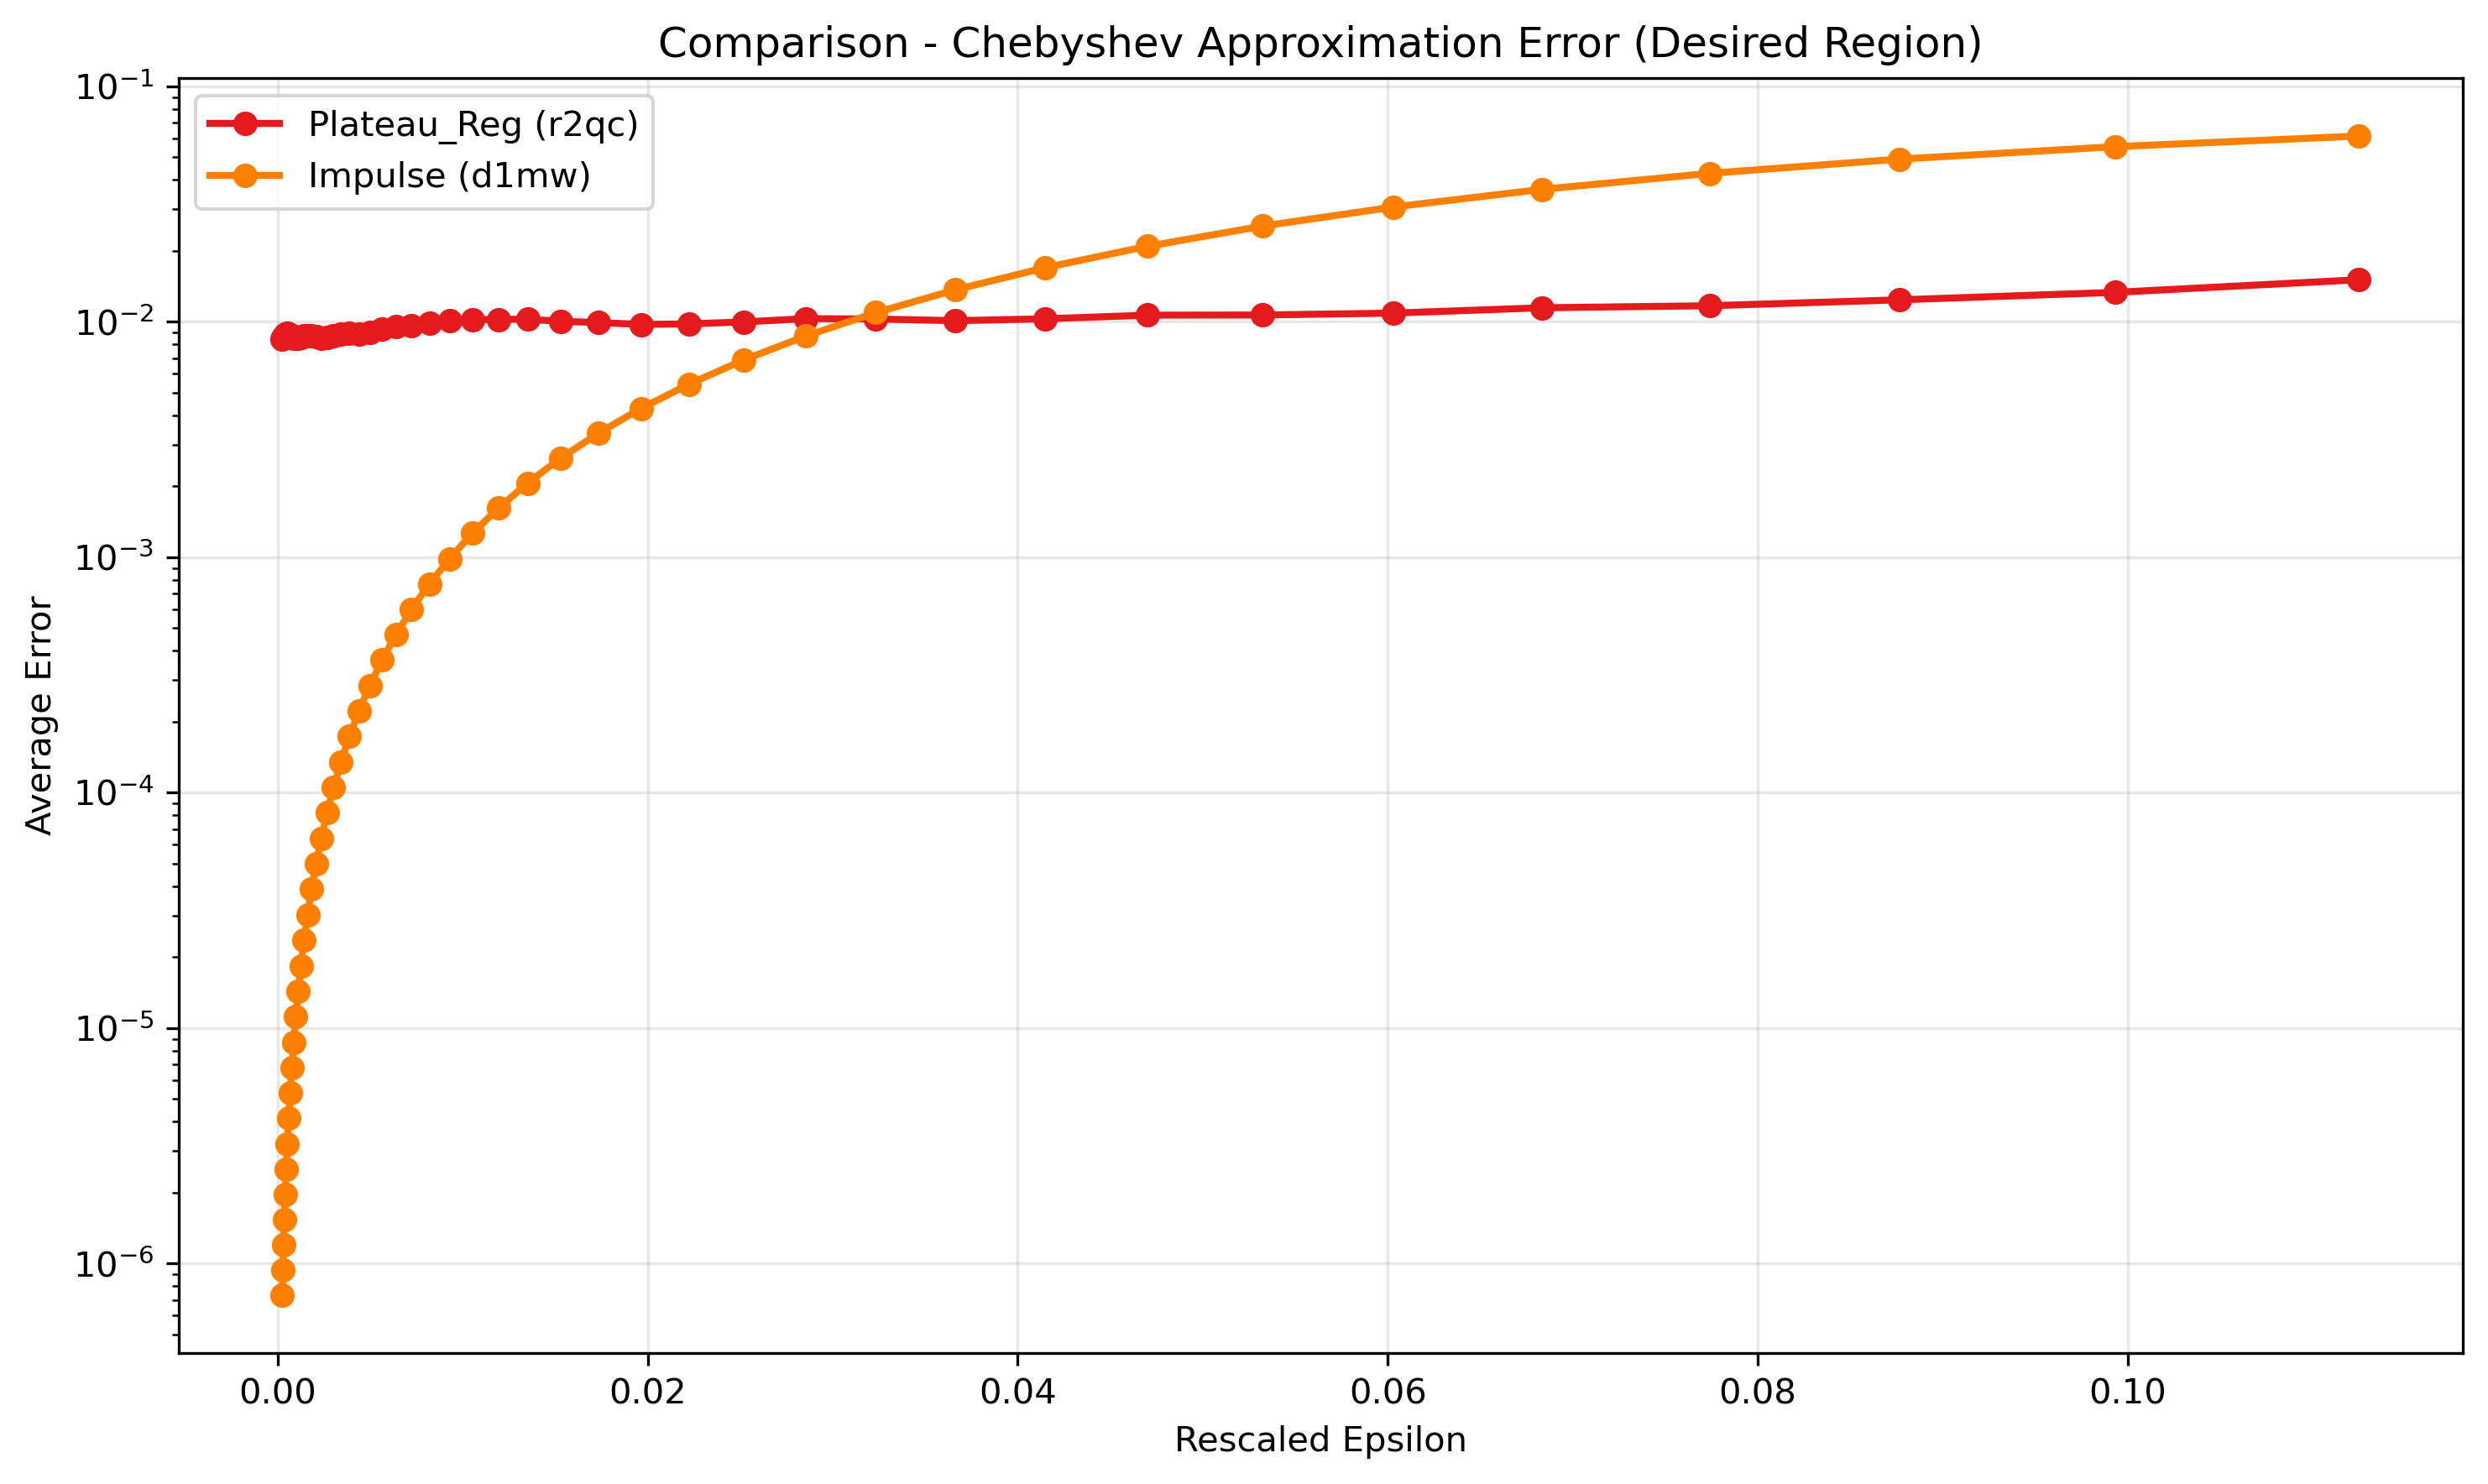 Comparison - Chebyshev Approximation Error (Desired Region)
Plateau_Reg (r2qc)
Impulse (d1mw)
Average Error
10⁻¹
10⁻²
10⁻³
10⁻⁴
10⁻⁵
10⁻⁶
0.00 0.02 0.04 0.06 0.08 0.10
Rescaled Epsilon